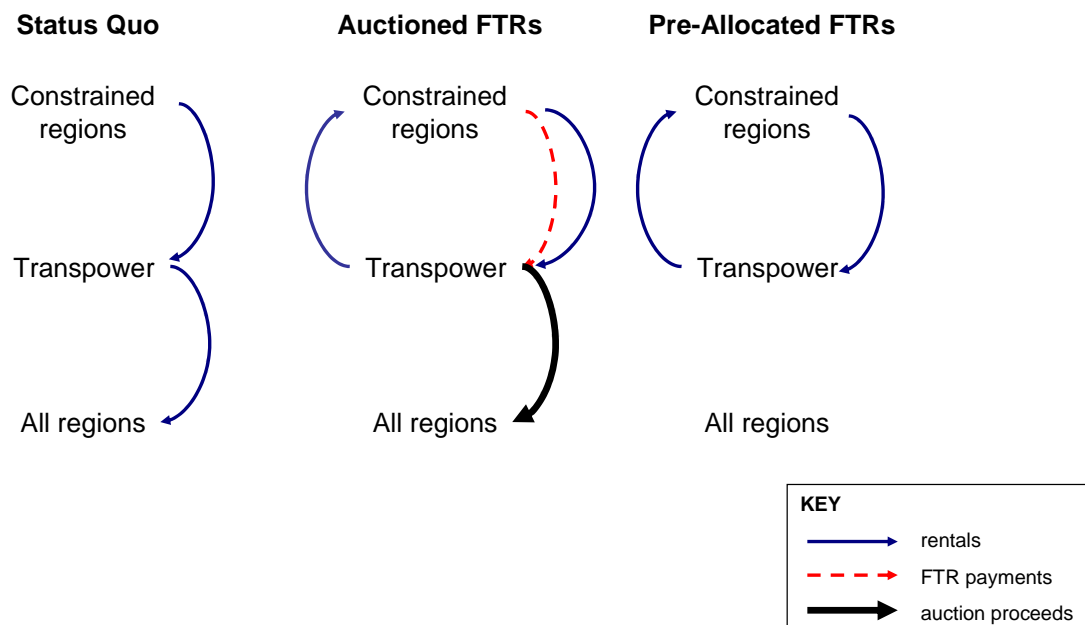 Status Quo
Auctioned FTRs
Pre-Allocated FTRs
Constrained
regions
Constrained
regions
Constrained
regions
Transpower
Transpower
Transpower
All regions
All regions
All regions
KEY
rentals
FTR payments
auction proceeds